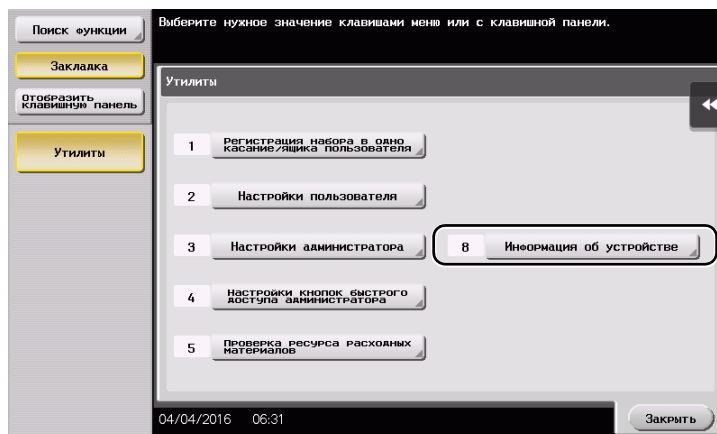 Выберите нужное значение клавишами меню или с клавишной панели.
Поиск функции
Закладка
Отобразить
клавишную панель
Утилиты
Утилиты
1 Регистрация набора в одно
касание/ящика пользователя
2 Настройки пользователя
3 Настройки администратора
8 Информация об устройстве
4 Настройки кнопок быстрого
доступа администратора
5 Проверка ресурса расходных
материалов
04/04/2016 06:31
Закрыть